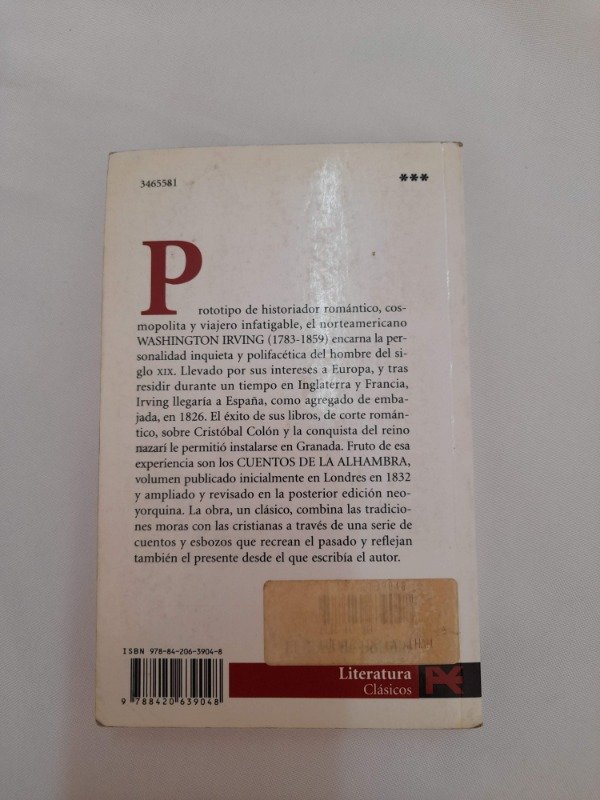 3465581
***
Prototipo de historiador romántico, cos-
mopolita y viajero infatigable, el norteamericano
WASHINGTON IRVING (1783-1859) encarna la per-
sonalidad inquieta y polifacética del hombre del si-
glo XIX. Llevado por sus intereses a Europa, y tras
residir durante un tiempo en Inglaterra y Francia,
Irving llegaría a España, como agregado de emba-
jada, en 1826. El éxito de sus libros, de corte román-
tico, sobre Cristóbal Colón y la conquista del reino
nazarí le permitió instalarse en Granada. Fruto de esa
experiencia son los CUENTOS DE LA ALHAMBRA,
volumen publicado inicialmente en Londres en 1832
y ampliado y revisado en la posterior edición neo-
yorquina. La obra, un clásico, combina las tradicio-
nes moras con las cristianas a través de una serie de
cuentos y esbozos que recrean el pasado y reflejan
también el presente desde el que escribía el autor.
ISBN 978-84-206-3904-8
9 788420 639048
Literatura
Clásicos